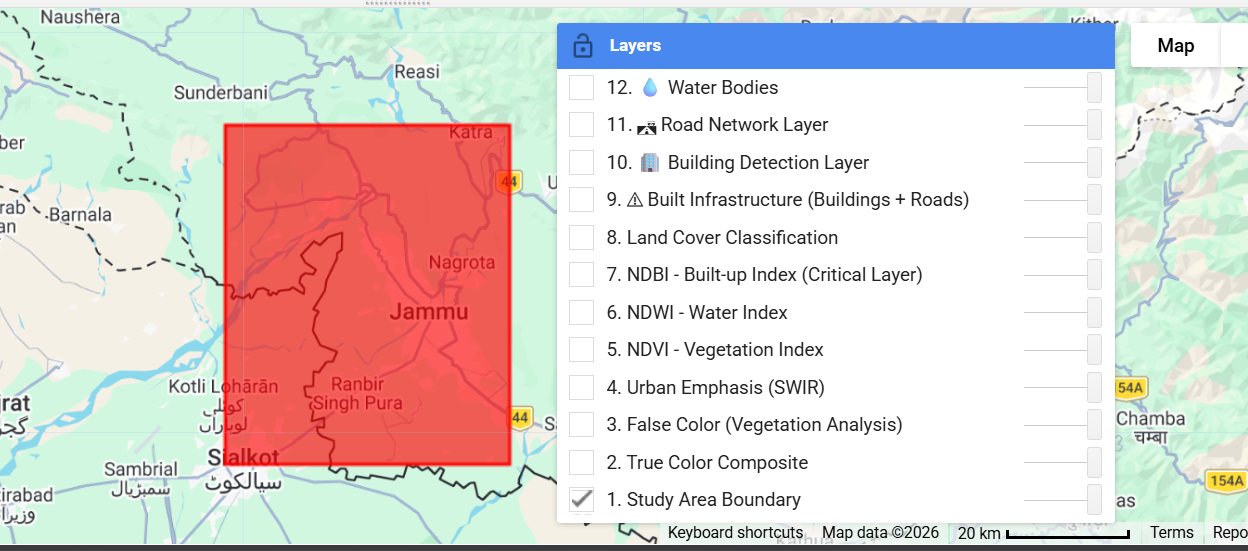 Naushera
Reasi
Sunderbani
Katra
44
Barnala
Nagrota
Jammu
Kotli Lohārān
کوٹلی
لوہاراں
Ranbir
Singh Pura
44
Sialkot
سیالکوٹ
Sambrial
سمبڑیال
Layers
12. 💧 Water Bodies
11. 🛤 Road Network Layer
10. 🏢 Building Detection Layer
9. ⚠ Built Infrastructure (Buildings + Roads)
8. Land Cover Classification
7. NDBI - Built-up Index (Critical Layer)
6. NDWI - Water Index
5. NDVI - Vegetation Index
4. Urban Emphasis (SWIR)
3. False Color (Vegetation Analysis)
2. True Color Composite
1. Study Area Boundary
Map
54A
Chamba
चम्बा
154A
Keyboard shortcuts
Map data ©2026
20 km
Terms